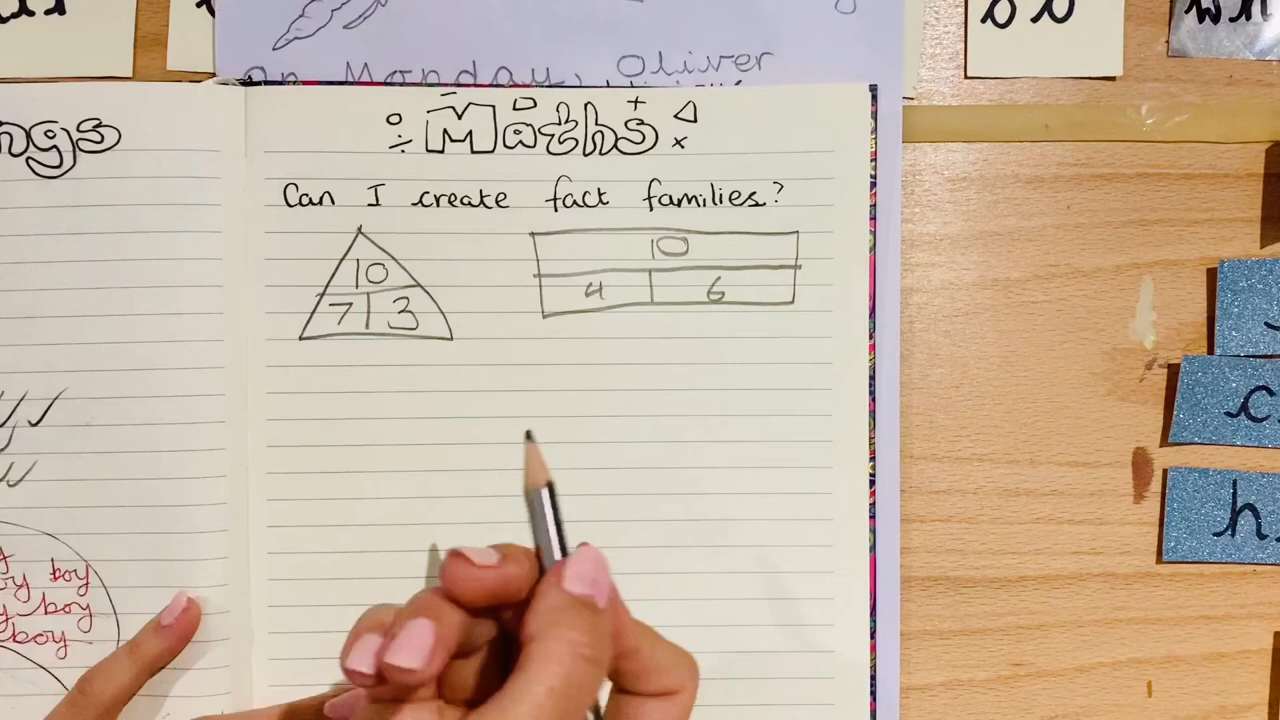 on Monday, Oliver
ngs
÷ Maths + ×
Can I create fact families?
10
7 3
10
4 6
boy
boy
boy
c
h